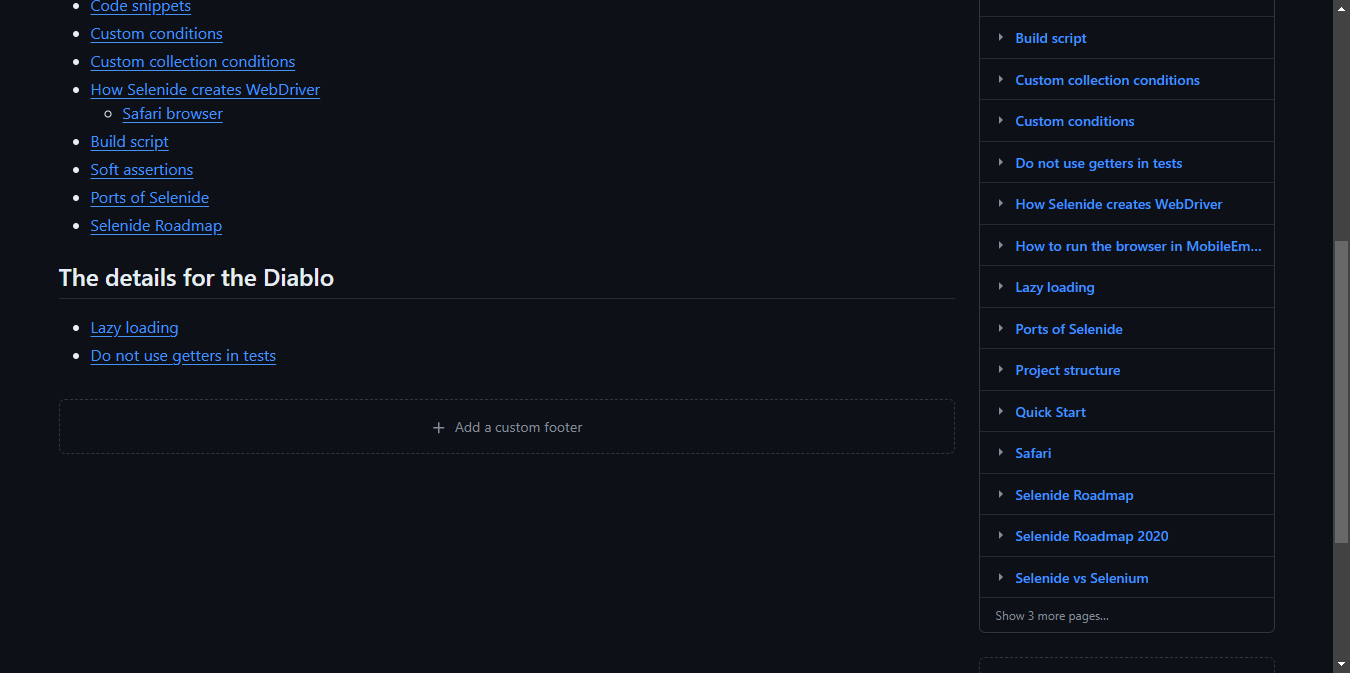 Code snippets
Custom conditions
Custom collection conditions
How Selenide creates WebDriver
Safari browser
Build script
Soft assertions
Ports of Selenide
Selenide Roadmap
The details for the Diablo
Lazy loading
Do not use getters in tests
Add a custom footer
Build script
Custom collection conditions
Custom conditions
Do not use getters in tests
How Selenide creates WebDriver
How to run the browser in MobileEm...
Lazy loading
Ports of Selenide
Project structure
Quick Start
Safari
Selenide Roadmap
Selenide Roadmap 2020
Selenide vs Selenium
Show 3 more pages...